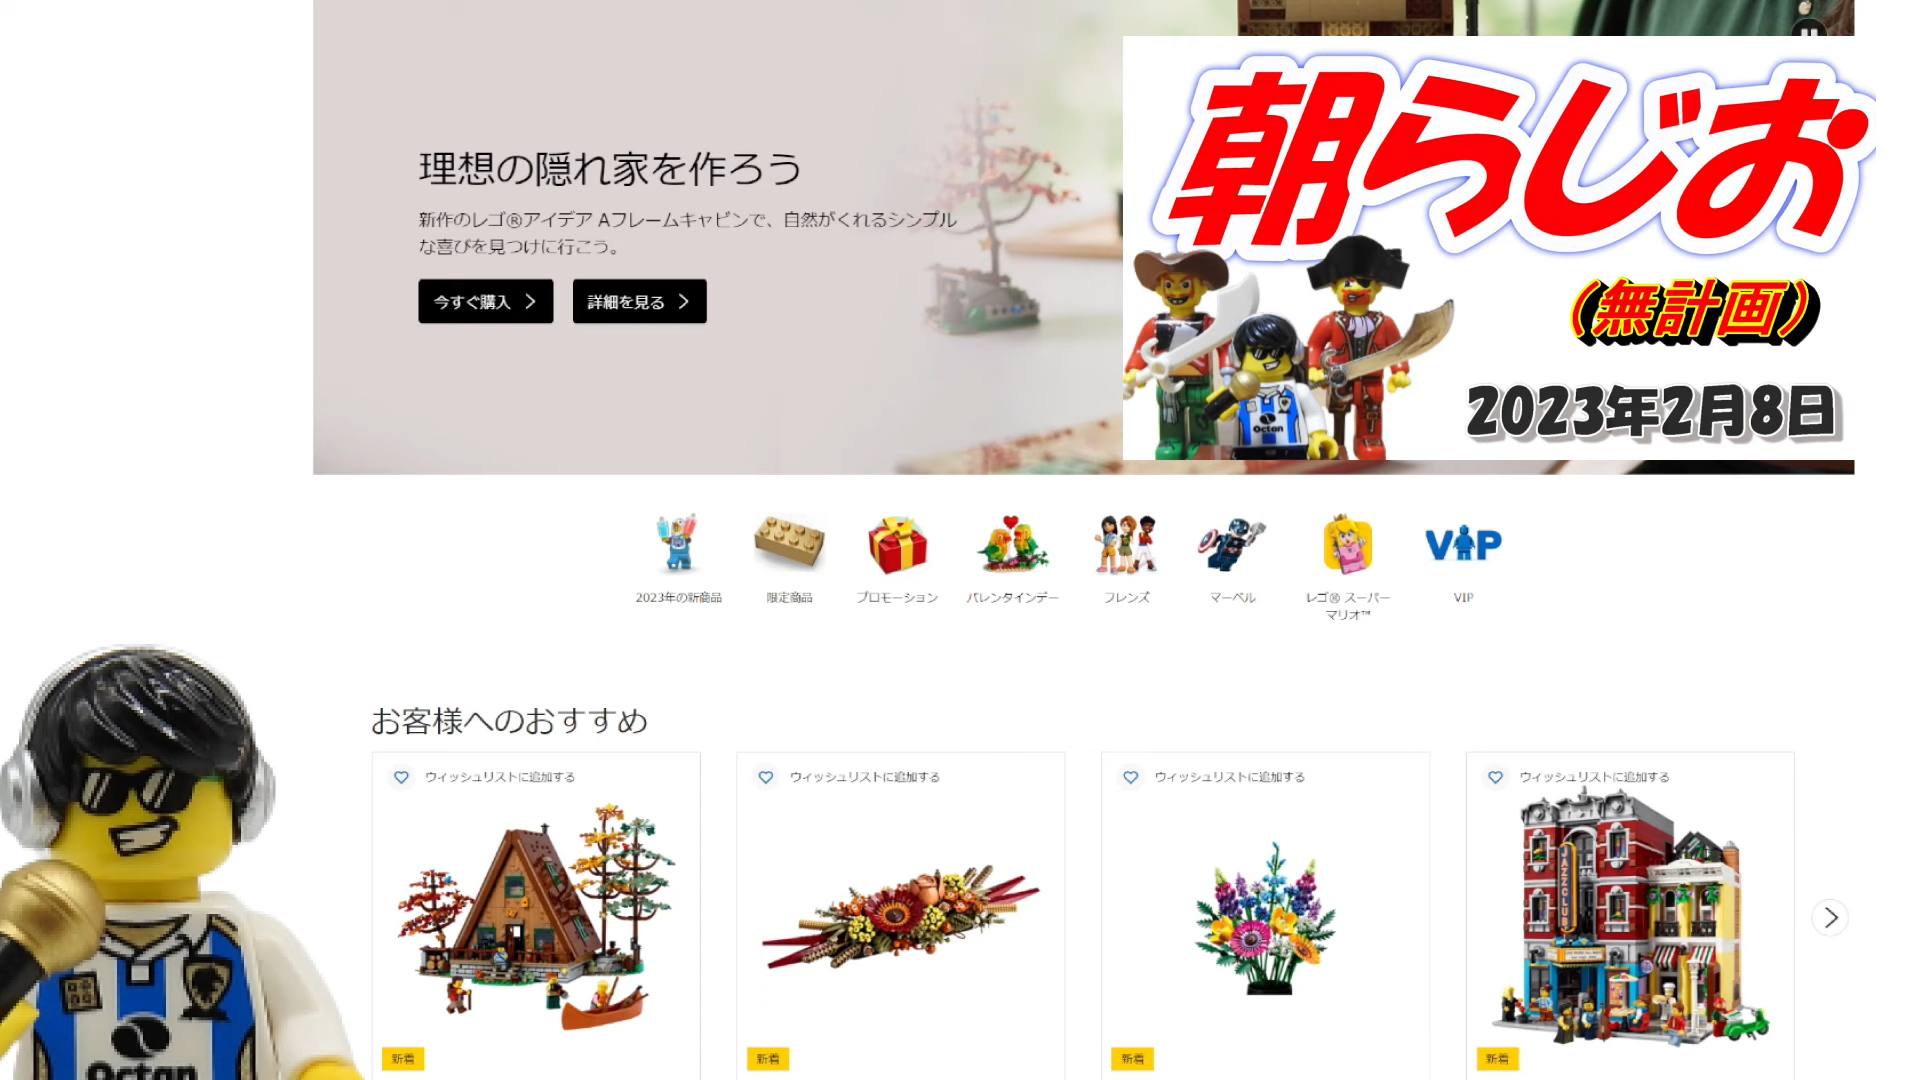 理想の隠れ家を作ろう
新作のレゴ®アイデア Aフレームキャビンで、自然がくれるシンプル
な喜びを見つけに行こう。
今すぐ購入
詳細を見る
朝らじお
(無計画)
2023年2月8日
Octan
2023年の新商品
限定商品
プロモーション
バレンタインデー
フレンズ
マーベル
レゴ® スーパー
マリオ™
VIP
VIP
お客様へのおすすめ
ウィッシュリストに追加する
ウィッシュリストに追加する
ウィッシュリストに追加する
ウィッシュリストに追加する
JAZZ CLUB
新着
新着
新着
新着
Octan